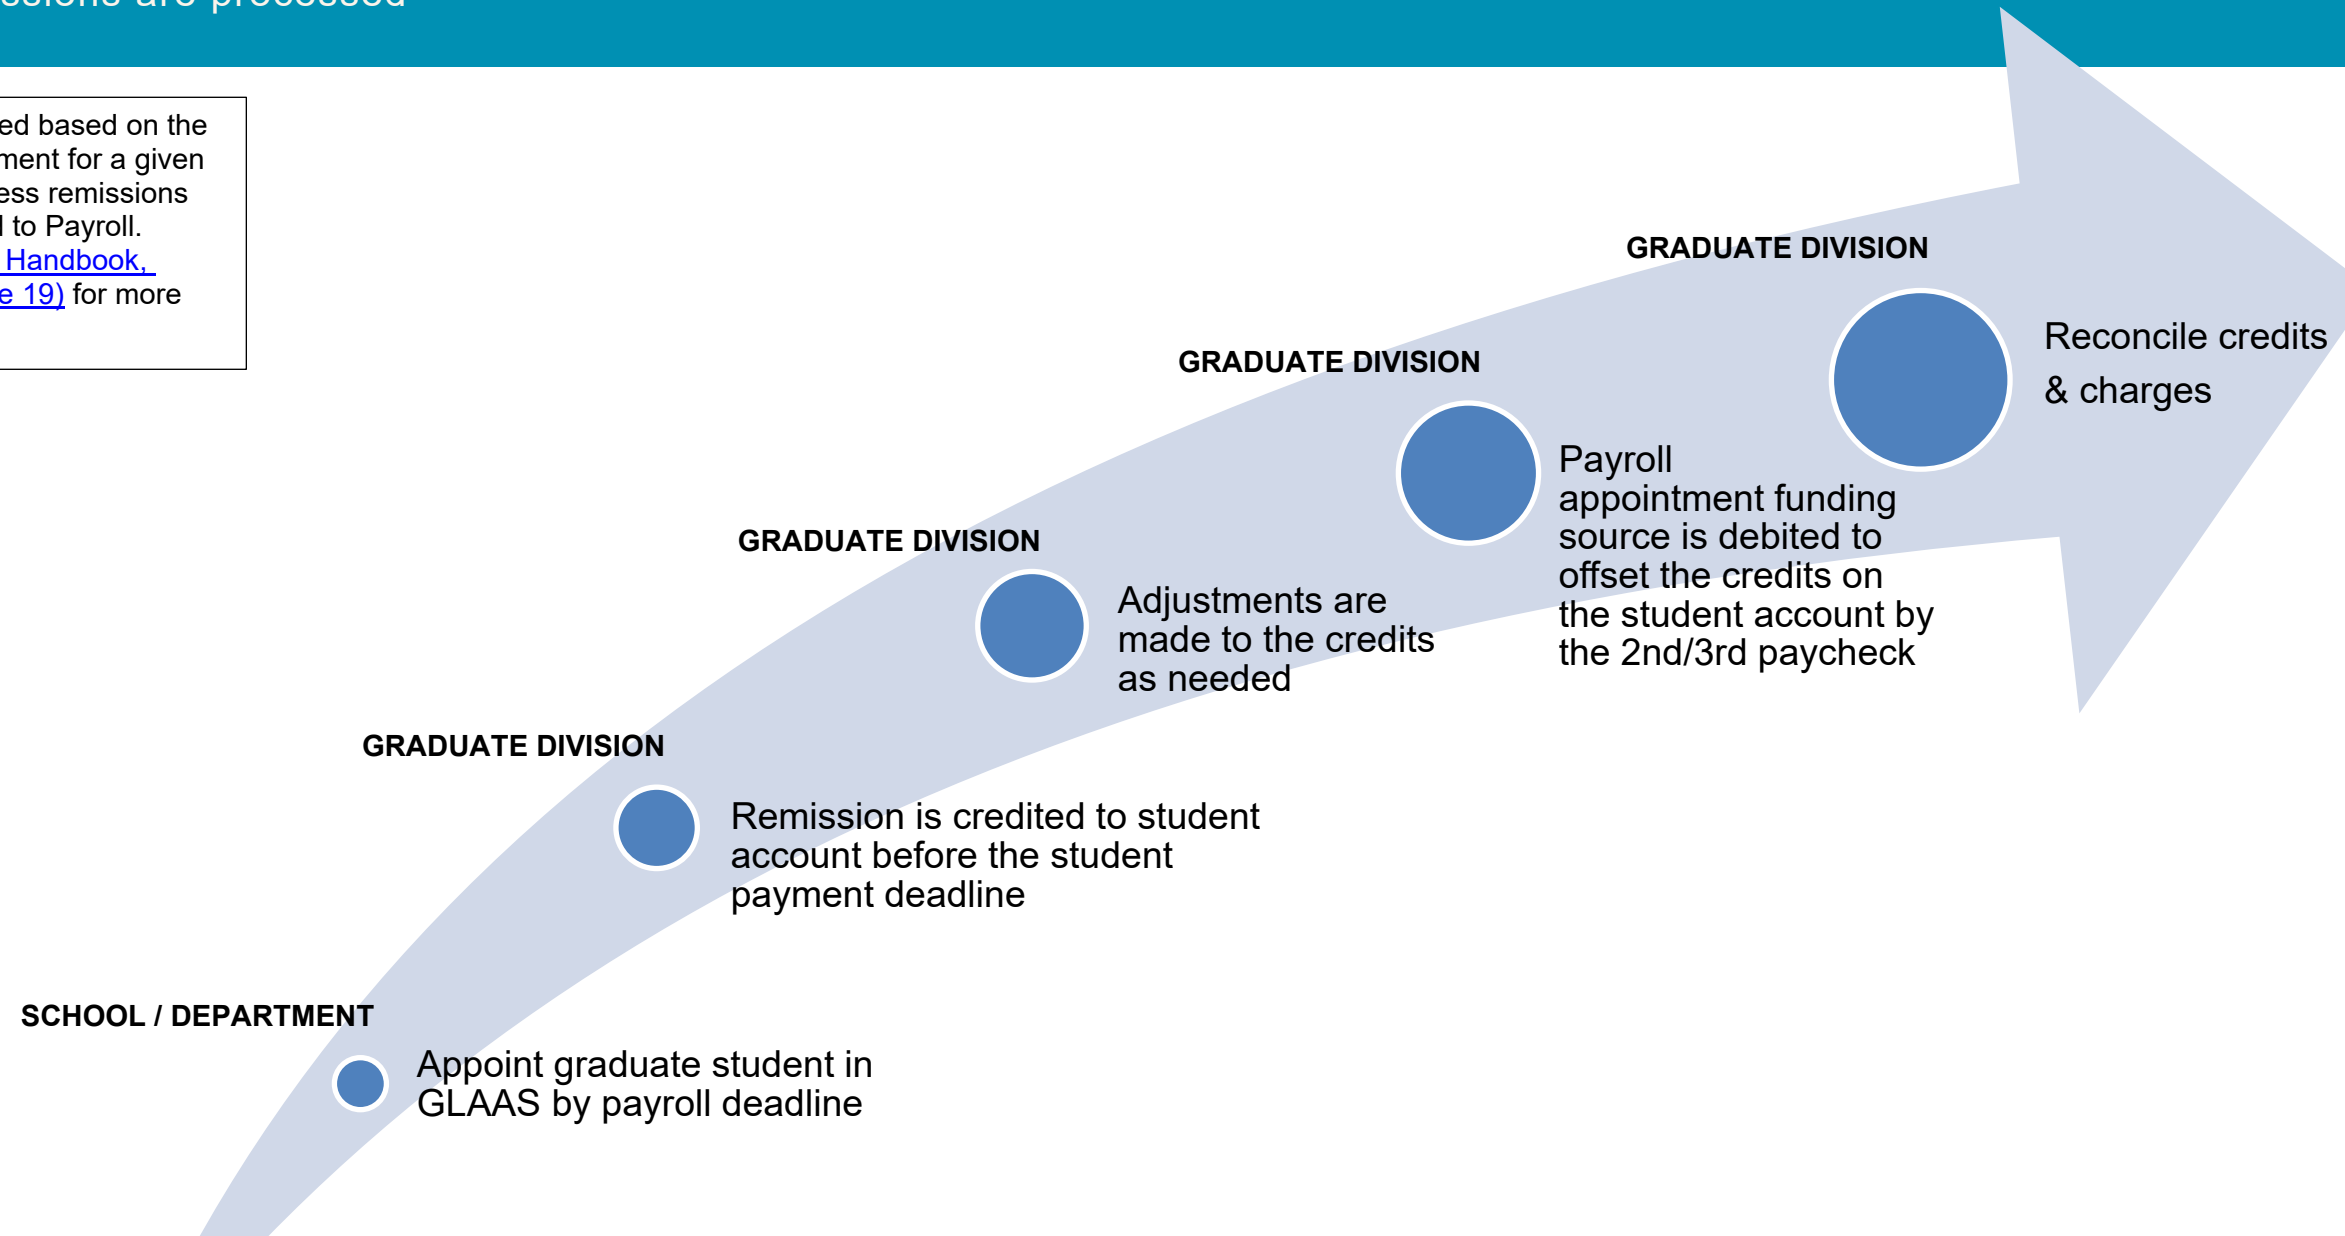 ssions are processed
ed based on the
ment for a given
ess remissions
l to Payroll.
Handbook,
e 19) for more
GRADUATE DIVISION
Reconcile credits
& charges
GRADUATE DIVISION
Payroll
appointment funding
source is debited to
offset the credits on
the student account by
the 2nd/3rd paycheck
GRADUATE DIVISION
Adjustments are
made to the credits
as needed
GRADUATE DIVISION
Remission is credited to student
account before the student
payment deadline
SCHOOL / DEPARTMENT
Appoint graduate student in
GLAAS by payroll deadline